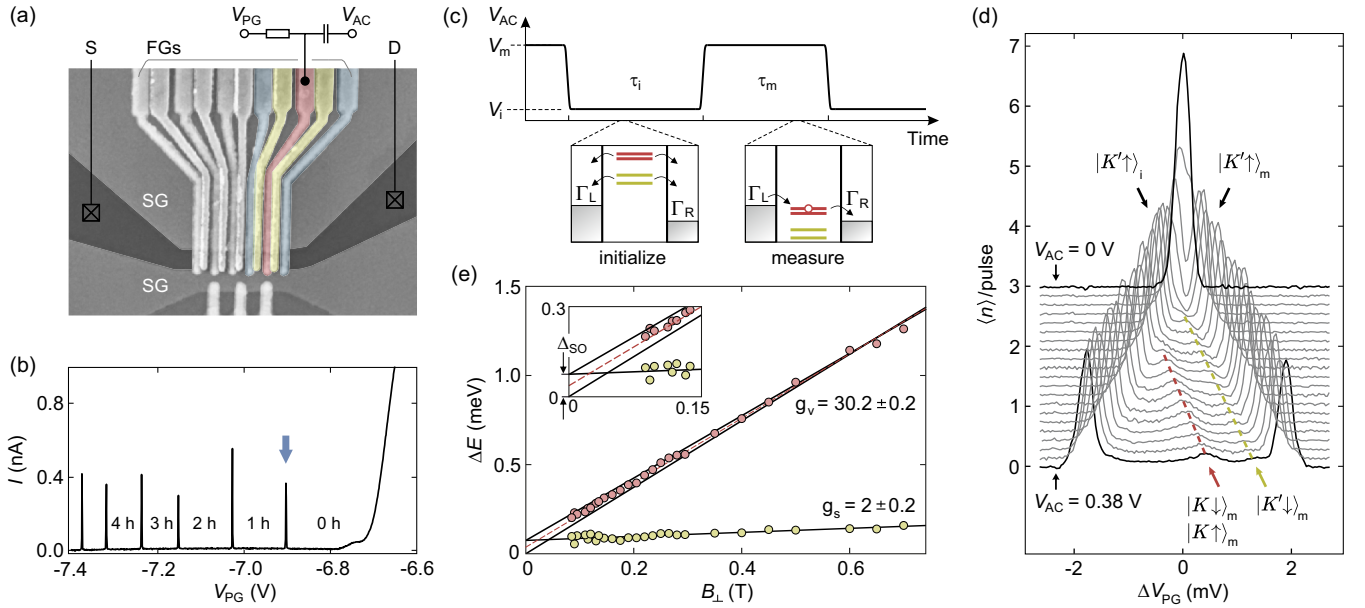 (a)
V_PG
V_AC
S
FGs
D
SG
SG
(b)
I (nA)
0.8
0.4
0.0
4 h
3 h
2 h
1 h
0 h
-7.4
-7.2
-7.0
-6.8
-6.6
V_PG (V)
(c)
V_AC
V_m
V_i
τ_i
τ_m
Time
Γ_L
Γ_R
Γ_L
Γ_R
initialize
measure
(e)
ΔE (meV)
1.5
1.0
0.5
0
0.3
Δ_SO
0
0
0.15
g_v = 30.2 ± 0.2
g_s = 2 ± 0.2
0
0.2
0.4
0.6
B_⊥ (T)
(d)
⟨n⟩/pulse
7
6
5
4
3
2
1
0
|K'↑⟩_i
|K'↑⟩_m
V_AC = 0 V
V_AC = 0.38 V
|K↓⟩_m
|K'↓⟩_m
|K↑⟩_m
-2
0
2
ΔV_PG (mV)